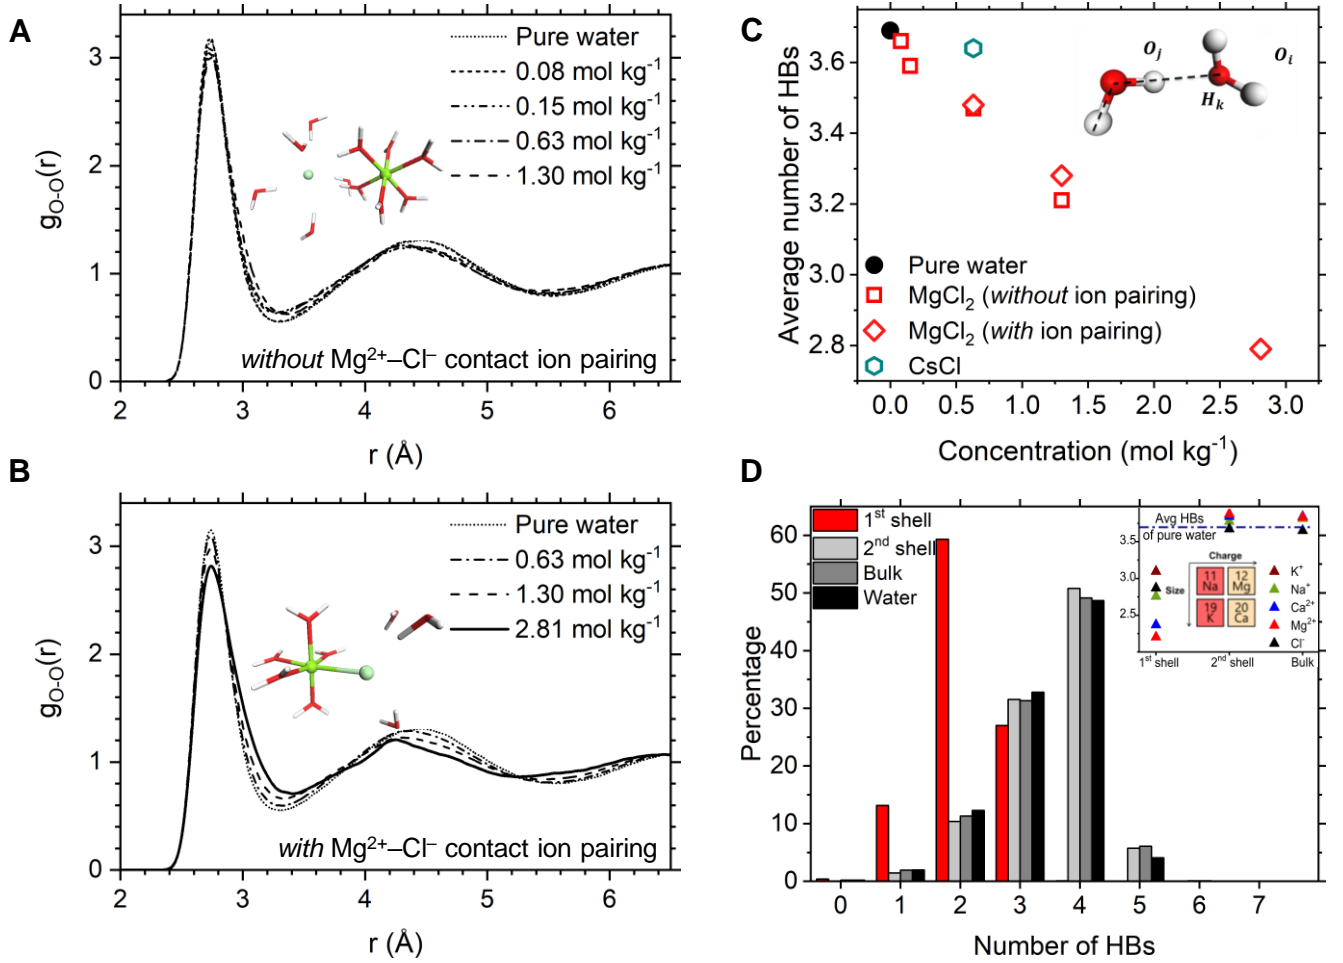 A
3
2
1
0
g_O-O(r)
Pure water
0.08 mol kg⁻¹
0.15 mol kg⁻¹
0.63 mol kg⁻¹
1.30 mol kg⁻¹
without Mg²⁺–Cl⁻ contact ion pairing
2 3 4 5 6
r (Å)
B
3
2
1
0
g_O-O(r)
Pure water
0.63 mol kg⁻¹
1.30 mol kg⁻¹
2.81 mol kg⁻¹
with Mg²⁺–Cl⁻ contact ion pairing
2 3 4 5 6
r (Å)
C
3.6
3.4
3.2
3.0
2.8
Average number of HBs
O_j
O_i
H_k
Pure water
MgCl₂ (without ion pairing)
MgCl₂ (with ion pairing)
CsCl
0.0 0.5 1.0 1.5 2.0 2.5 3.0
Concentration (mol kg⁻¹)
D
60
50
40
30
20
10
0
Percentage
1st shell
2nd shell
Bulk
Water
Avg HBs
of pure water
3.5
3.0
2.5
Charge
Size
11 Na
12 Mg
19 K
20 Ca
K⁺
Na⁺
Ca²⁺
Mg²⁺
Cl⁻
1st shell 2nd shell Bulk
0 1 2 3 4 5 6 7
Number of HBs